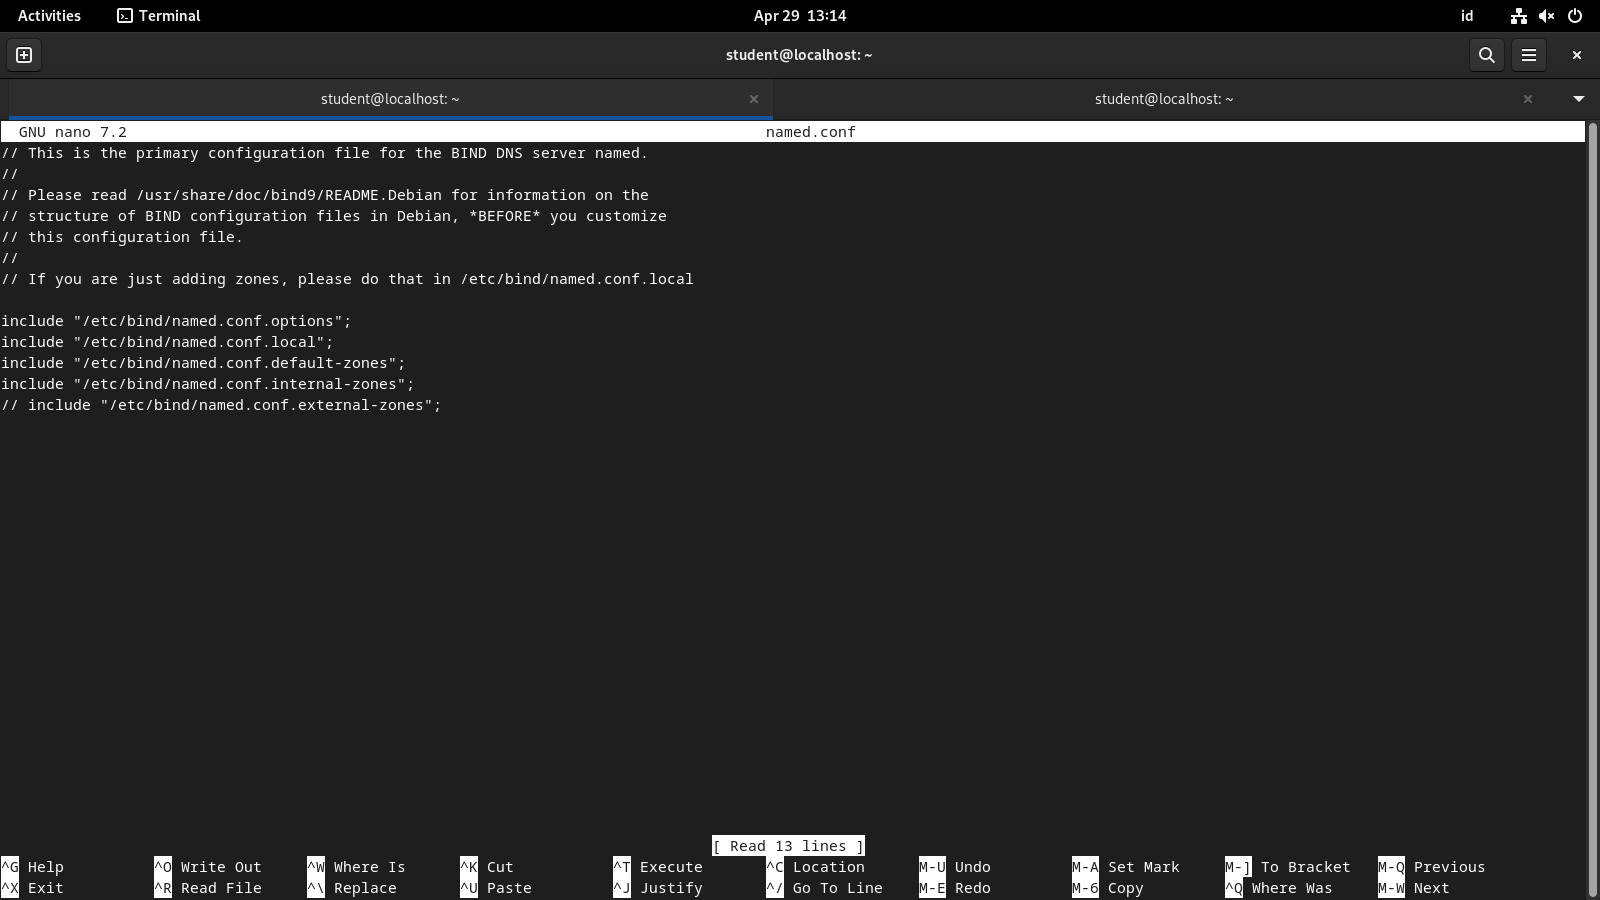 Activities Terminal Apr 29 13:14 id
student@localhost: ~
student@localhost: ~ student@localhost: ~
GNU nano 7.2 named.conf
// This is the primary configuration file for the BIND DNS server named.
//
// Please read /usr/share/doc/bind9/README.Debian for information on the
// structure of BIND configuration files in Debian, *BEFORE* you customize
// this configuration file.
//
// If you are just adding zones, please do that in /etc/bind/named.conf.local
include "/etc/bind/named.conf.options";
include "/etc/bind/named.conf.local";
include "/etc/bind/named.conf.default-zones";
include "/etc/bind/named.conf.internal-zones";
// include "/etc/bind/named.conf.external-zones";
[ Read 13 lines ]
^G Help ^O Write Out ^W Where Is ^K Cut ^T Execute ^C Location M-U Undo M-A Set Mark M-] To Bracket M-Q Previous
^X Exit ^R Read File ^\ Replace ^U Paste ^J Justify ^/ Go To Line M-E Redo M-6 Copy ^Q Where Was M-W Next